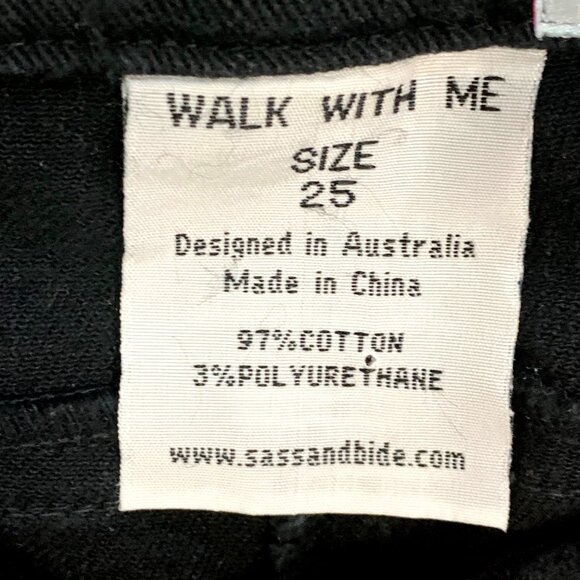 WALK WITH ME
SIZE
25
Designed in Australia
Made in China
97%COTTON
3%POLYURETHANE
www.sassandbide.com